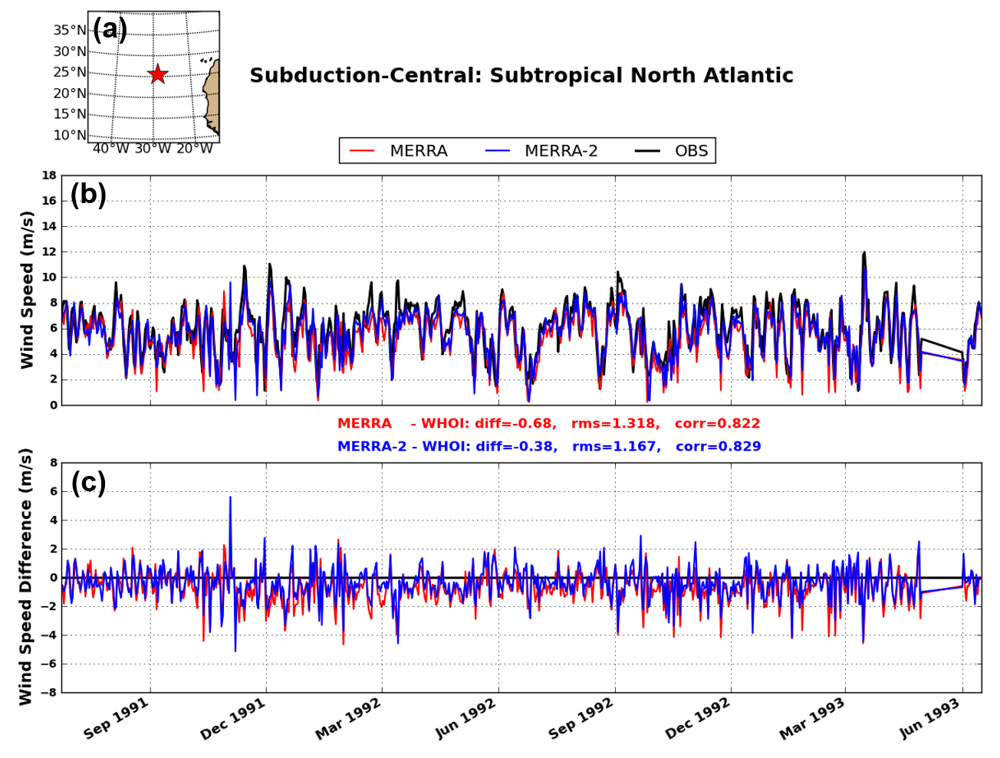 (a)
35°N
30°N
25°N
20°N
15°N
10°N
40°W 30°W 20°W
Subduction-Central: Subtropical North Atlantic
MERRA MERRA-2 OBS
(b)
Wind Speed (m/s)
18
16
14
12
10
8
6
4
2
0
MERRA - WHOI: diff=-0.68, rms=1.318, corr=0.822
MERRA-2 - WHOI: diff=-0.38, rms=1.167, corr=0.829
(c)
Wind Speed Difference (m/s)
8
6
4
2
0
−2
−4
−6
−8
Sep 1991
Dec 1991
Mar 1992
Jun 1992
Sep 1992
Dec 1992
Mar 1993
Jun 1993